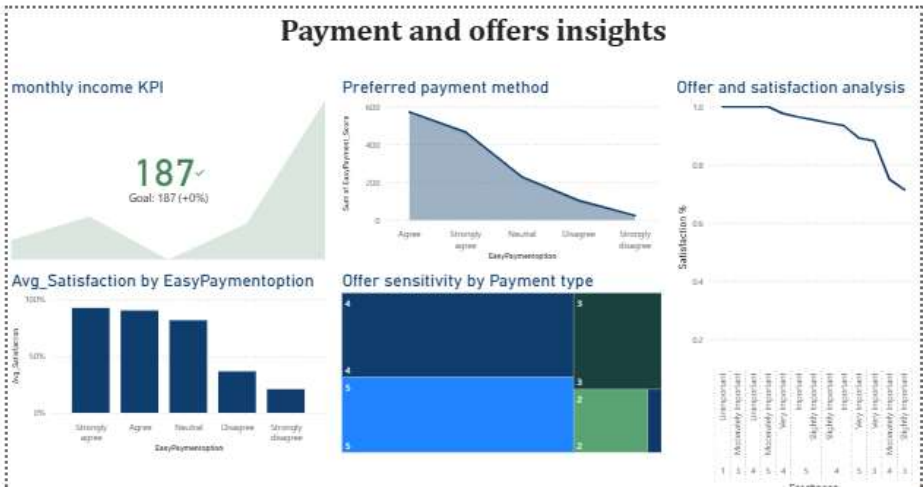 Payment and offers insights
monthly income KPI
187✓
Goal: 187 (+0%)
Preferred payment method
Sum of EasyPayment_Score
600
400
200
0
Agree
Strongly agree
Neutral
Disagree
Strongly disagree
EasyPaymentoption
Offer and satisfaction analysis
Satisfaction %
1.0
0.8
0.6
0.4
0.2
Unimportant
Moderately Important
Unimportant
Moderately Important
Very Important
Important
Slightly Important
Slightly Important
Important
Very Important
Very Important
Moderately Important
Slightly Important
1
3
4
5
4
5
4
5
3
4
3
Avg_Satisfaction by EasyPaymentoption
Avg_Satisfaction
100%
50%
0%
Strongly agree
Agree
Neutral
Disagree
Strongly disagree
EasyPaymentoption
Offer sensitivity by Payment type
4
4
5
5
3
3
2
2